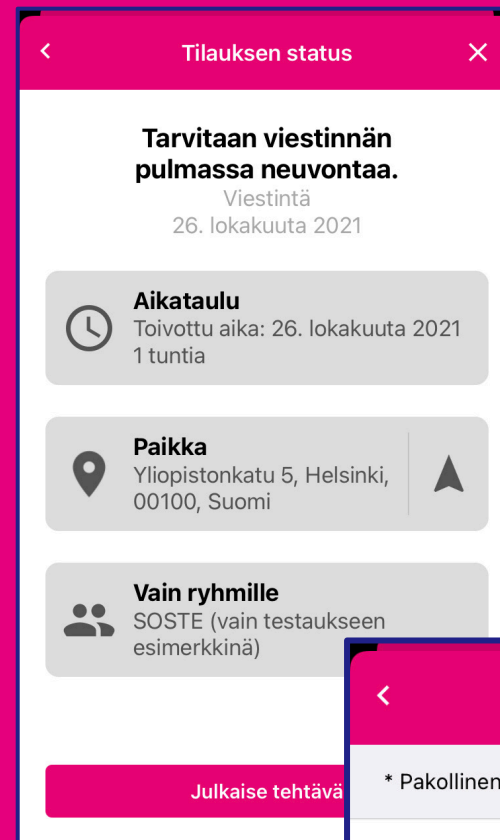 Tilauksen status
Tarvitaan viestinnän
pulmassa neuvontaa.
Viestintä
26. lokakuuta 2021
Aikataulu
Toivottu aika: 26. lokakuuta 2021
1 tuntia
Paikka
Yliopistonkatu 5, Helsinki,
00100, Suomi
Vain ryhmille
SOSTE (vain testaukseen
esimerkkinä)
Julkaise tehtävä
* Pakollinen